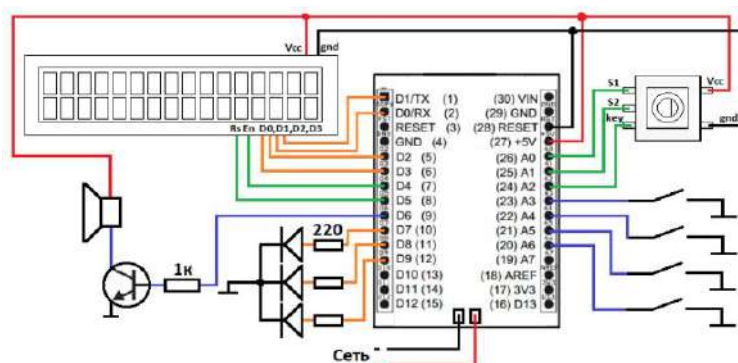 Vcc gnd
Rs En D0,D1,D2,D3
D1/TX (1)
D0/RX (2)
RESET (3)
GND (4)
D2 (5)
D3 (6)
D4 (7)
D5 (8)
D6 (9)
D7 (10)
D8 (11)
D9 (12)
D10 (13)
D11 (14)
D12 (15)
(30) VIN
(29) GND
(28) RESET
(27) +5V
(26) A0
(25) A1
(24) A2
(23) A3
(22) A4
(21) A5
(20) A6
(19) A7
(18) AREF
(17) 3V3
(16) D13
S1
S2
key
Vcc
gnd
220
1к
Сеть